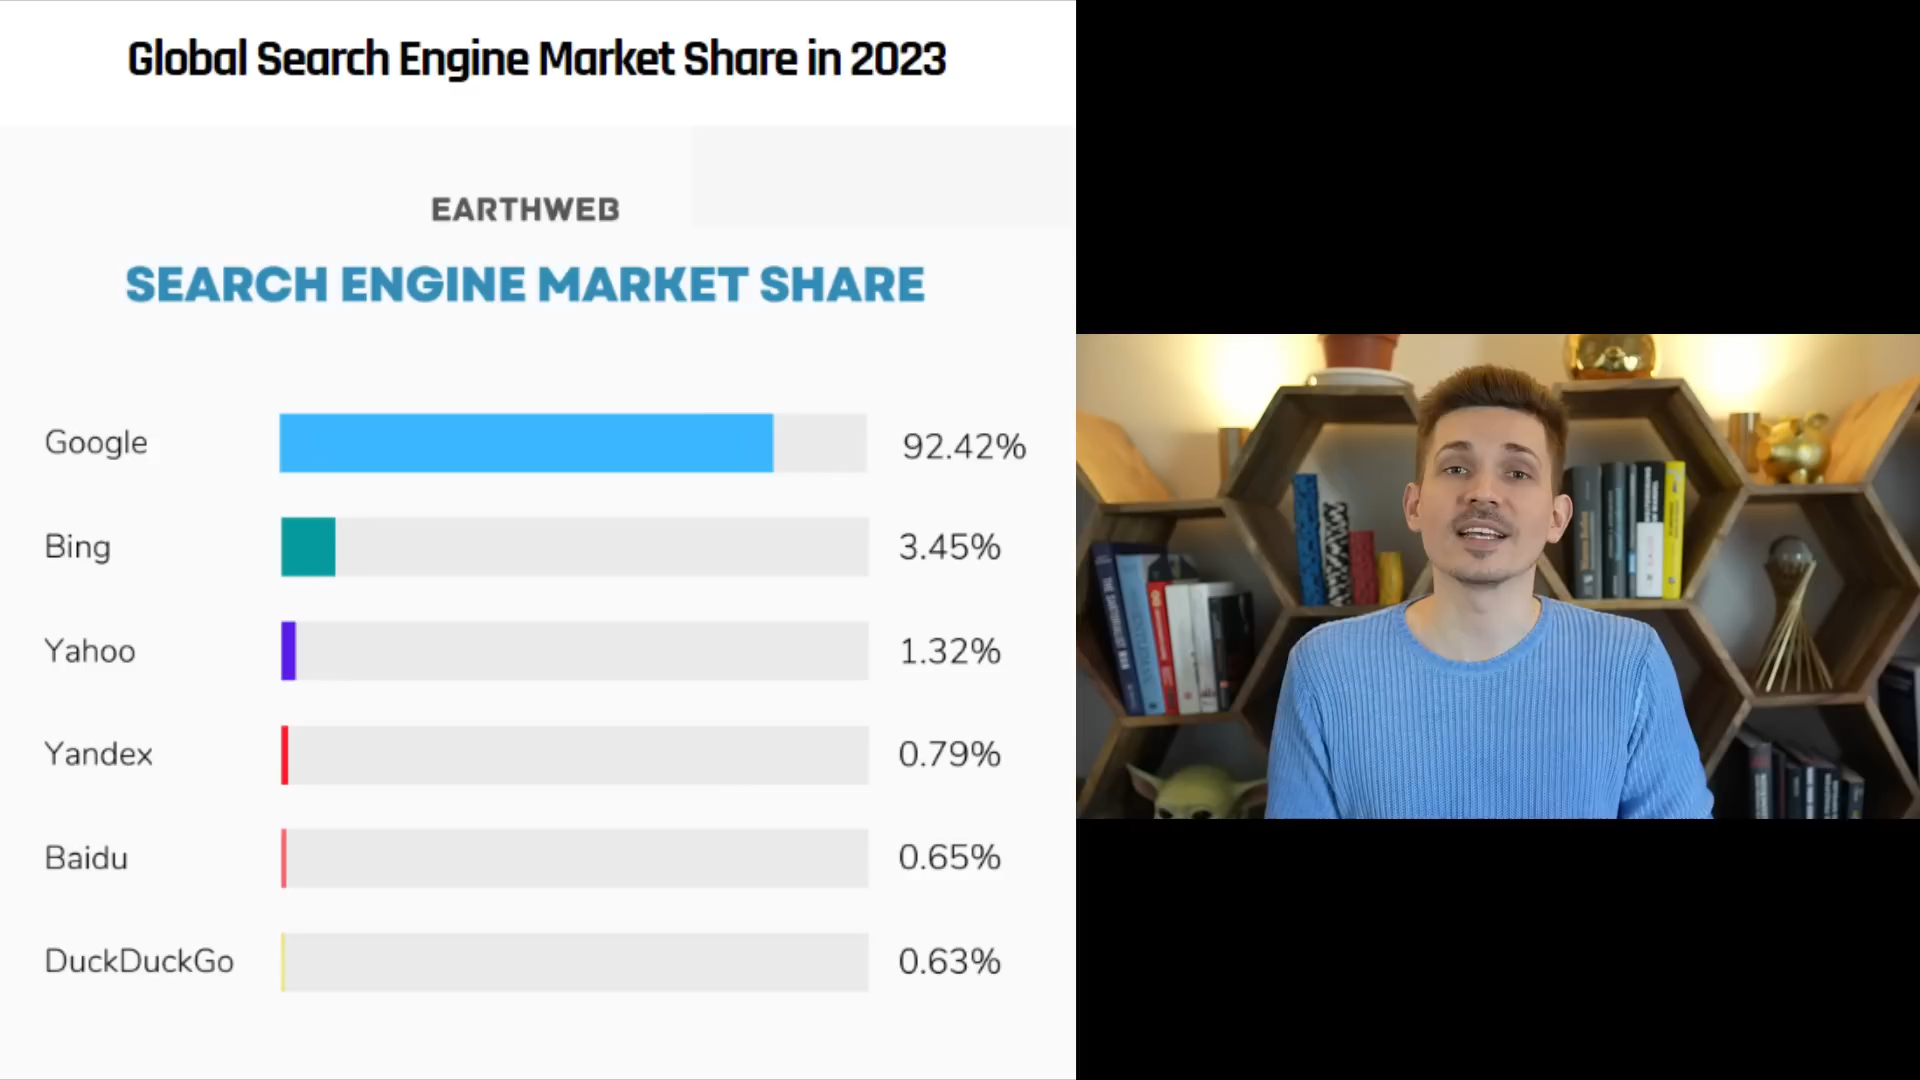 Global Search Engine Market Share in 2023
EARTHWEB
SEARCH ENGINE MARKET SHARE
Google 92.42%
Bing 3.45%
Yahoo 1.32%
Yandex 0.79%
Baidu 0.65%
DuckDuckGo 0.63%